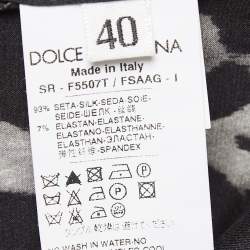 40
DOLCE NA
Made in Italy
SR - F5507T / FSAAG - I
93% SETA-SILK-SEDA-SOIE-
SEIDE-ШЕЛК
7% ELASTAN-ELASTANE-
ELASTANO-ELASTHANNE-
ELASTHAN-ЭЛАСТАН-
SPANDEX
NO WASH IN WATER-NO